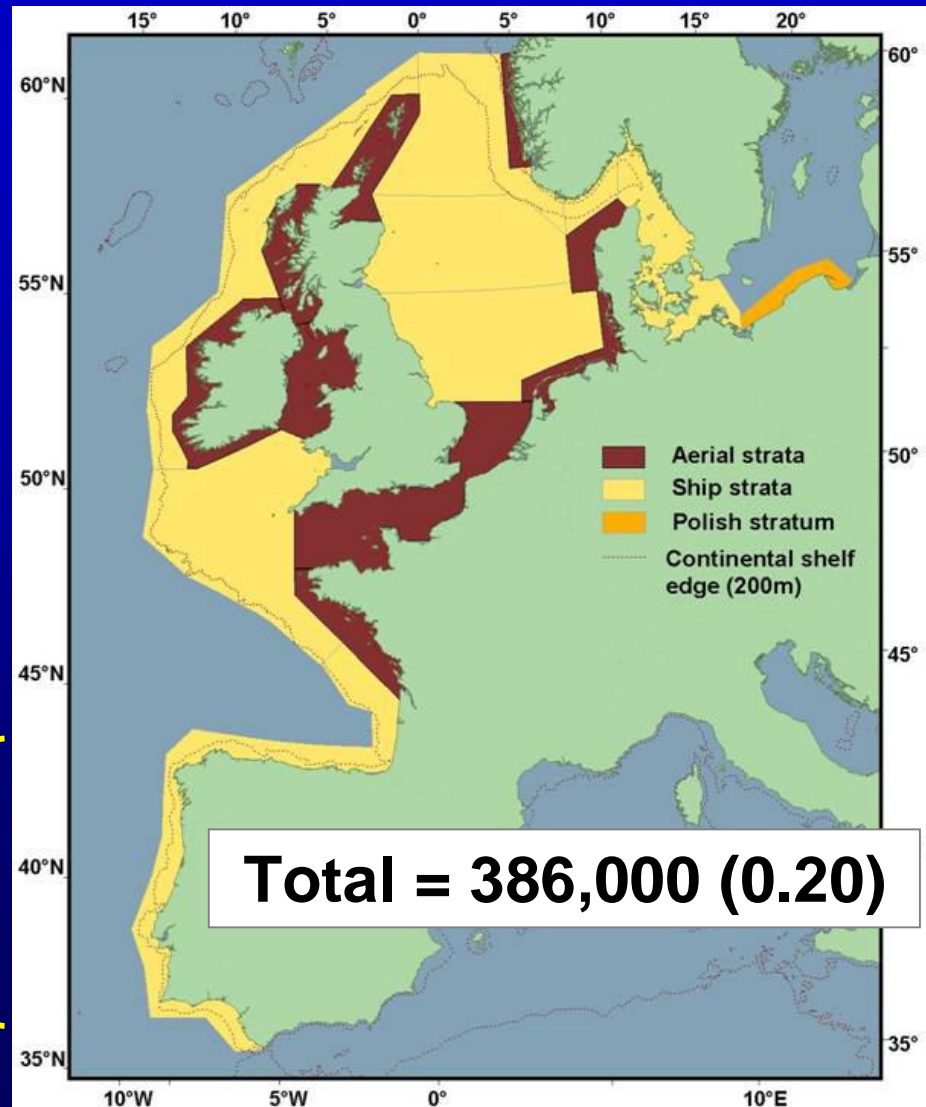 15° 10° 5° 0° 5° 10° 15° 20°
60°N 60°
55°N 55°
50°N 50°
45°N 45°
40°N
35°N 35°
Aerial strata
Ship strata
Polish stratum
Continental shelf
edge (200m)
Total = 386,000 (0.20)
10°W 5°W 0° 10°E